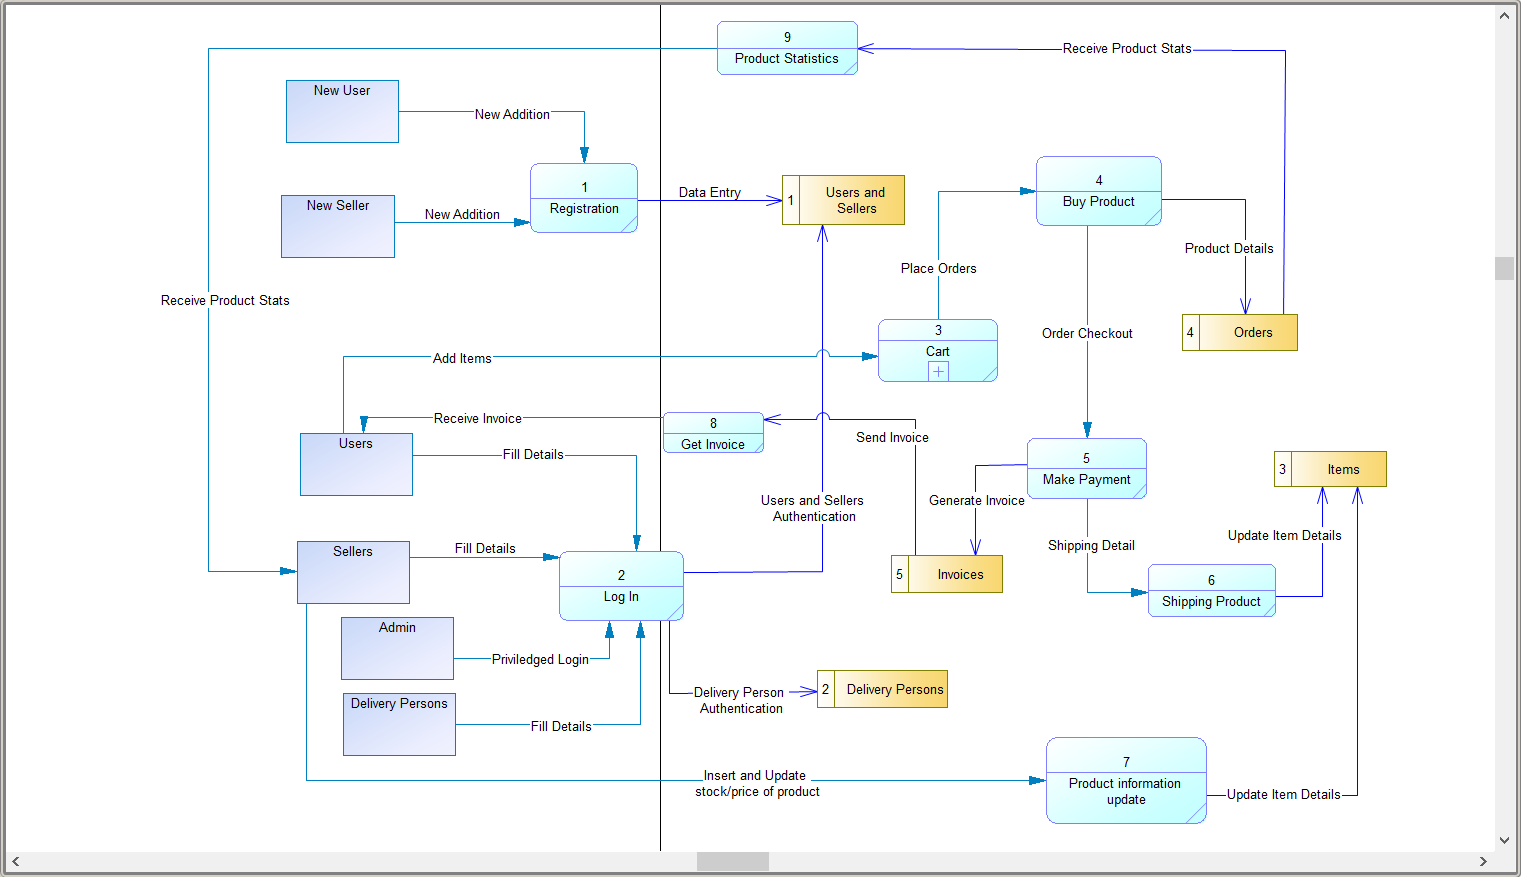 9
Product Statistics
Receive Product Stats
New User
New Addition
1
Registration
New Seller
New Addition
Data Entry
1
Users and
Sellers
4
Buy Product
Product Details
Place Orders
Receive Product Stats
3
Cart
Order Checkout
4
Orders
Add Items
Receive Invoice
8
Get Invoice
Send Invoice
Users
Fill Details
5
Make Payment
3
Items
Users and Sellers
Authentication
Generate Invoice
Update Item Details
Sellers
Fill Details
Shipping Detail
2
Log In
5
Invoices
6
Shipping Product
Admin
Priviledged Login
Delivery Persons
Fill Details
Delivery Person
Authentication
2
Delivery Persons
Insert and Update
stock/price of product
7
Product information
update
Update Item Details